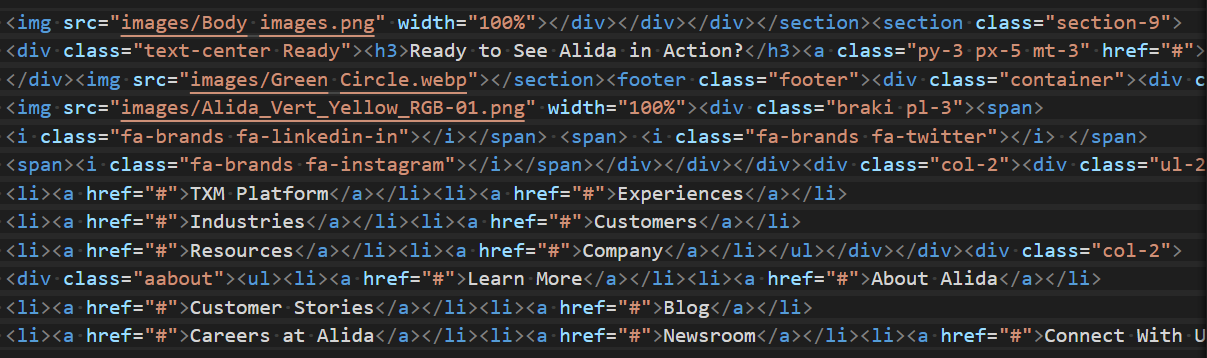 <img src="images/Body images.png" width="100%"></div></div></div></section><section class="section-9">
<div class="text-center Ready"><h3>Ready to See Alida in Action?</h3><a class="py-3 px-5 mt-3" href="#">
</div><img src="images/Green Circle.webp"></section><footer class="footer"><div class="container"><div c
<img src="images/Alida_Vert_Yellow_RGB-01.png" width="100%"><div class="braki pl-3"><span>
<i class="fa-brands fa-linkedin-in"></i></span> <span> <i class="fa-brands fa-twitter"></i> </span>
<span><i class="fa-brands fa-instagram"></i></span></div></div></div><div class="col-2"><div class="ul-2
<li><a href="#">TXM Platform</a></li><li><a href="#">Experiences</a></li>
<li><a href="#">Industries</a></li><li><a href="#">Customers</a></li>
<li><a href="#">Resources</a></li><li><a href="#">Company</a></li></ul></div></div><div class="col-2">
<div class="aabout"><ul><li><a href="#">Learn More</a></li><li><a href="#">About Alida</a></li>
<li><a href="#">Customer Stories</a></li><li><a href="#">Blog</a></li>
<li><a href="#">Careers at Alida</a></li><li><a href="#">Newsroom</a></li><li><a href="#">Connect With U